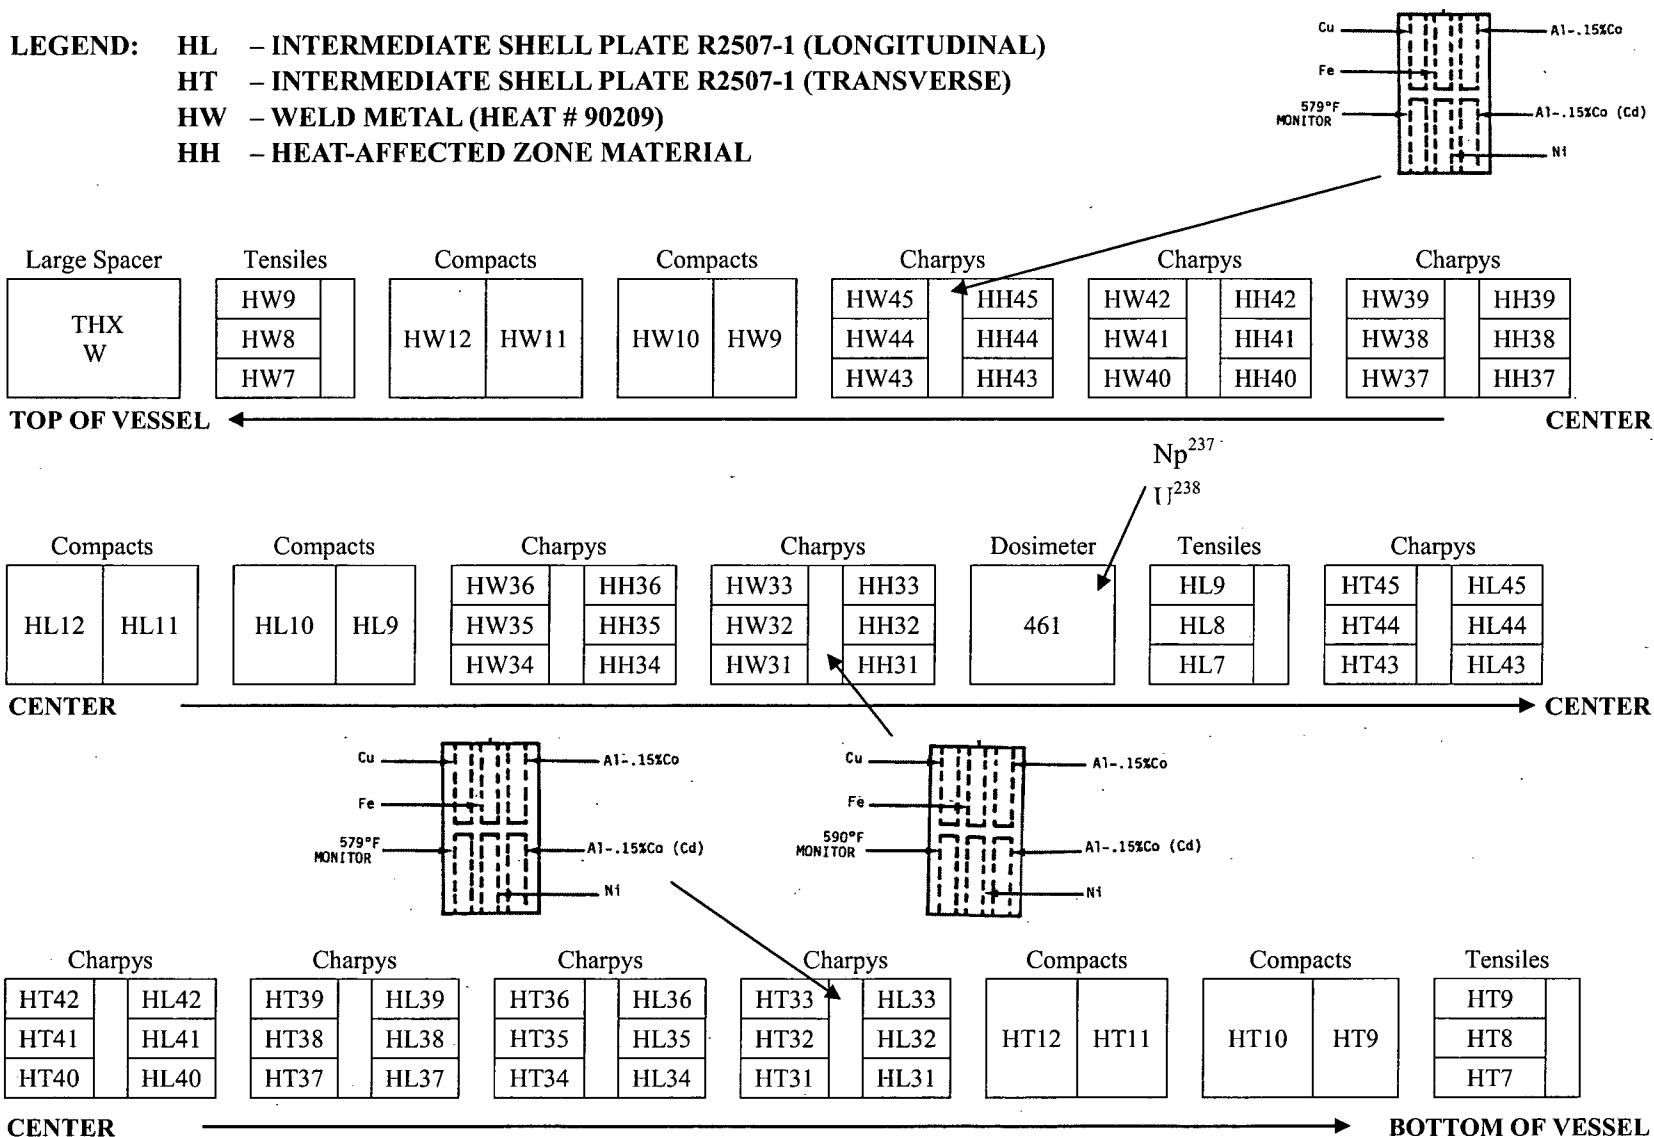 LEGEND: HL – INTERMEDIATE SHELL PLATE R2507-1 (LONGITUDINAL)
HT – INTERMEDIATE SHELL PLATE R2507-1 (TRANSVERSE)
HW – WELD METAL (HEAT # 90209)
HH – HEAT-AFFECTED ZONE MATERIAL
Cu Al-.15%Co
Fe
579°F MONITOR Al-.15%Co (Cd)
Ni
Large Spacer Tensiles Compacts Compacts Charpys Charpys Charpys
HW9 HW45 HH45 HW42 HH42 HW39 HH39
THX W HW8 HW12 HW11 HW10 HW9 HW44 HH44 HW41 HH41 HW38 HH38
HW7 HW43 HH43 HW40 HH40 HW37 HH37
TOP OF VESSEL CENTER
Np237
U238
Compacts Compacts Charpys Charpys Dosimeter Tensiles Charpys
HW36 HH36 HW33 HH33 HL9 HT45 HL45
HL12 HL11 HL10 HL9 HW35 HH35 HW32 HH32 461 HL8 HT44 HL44
HW34 HH34 HW31 HH31 HL7 HT43 HL43
CENTER CENTER
Cu Al-.15%Co Cu Al-.15%Co
Fe Fe
579°F MONITOR Al-.15%Co (Cd) 590°F MONITOR Al-.15%Co (Cd)
Ni Ni
Charpys Charpys Charpys Charpys Compacts Compacts Tensiles
HT42 HL42 HT39 HL39 HT36 HL36 HT33 HL33 HT9
HT41 HL41 HT38 HL38 HT35 HL35 HT32 HL32 HT12 HT11 HT10 HT9 HT8
HT40 HL40 HT37 HL37 HT34 HL34 HT31 HL31 HT7
CENTER BOTTOM OF VESSEL